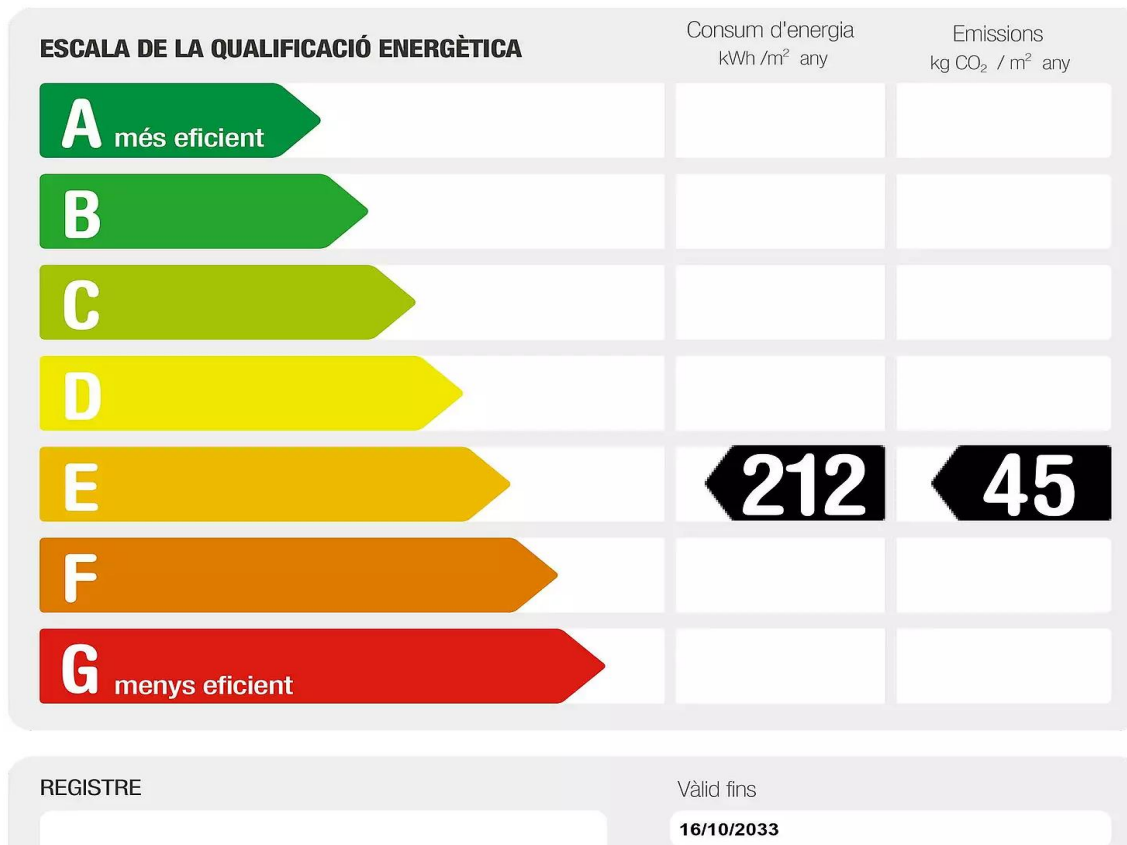 ESCALA DE LA QUALIFICACIÓ ENERGÈTICA
Consum d'energia
kWh /m² any
Emissions
kg CO₂ / m² any
A més eficient
B
C
D
E
212
45
F
G menys eficient
REGISTRE
Vàlid fins
16/10/2033